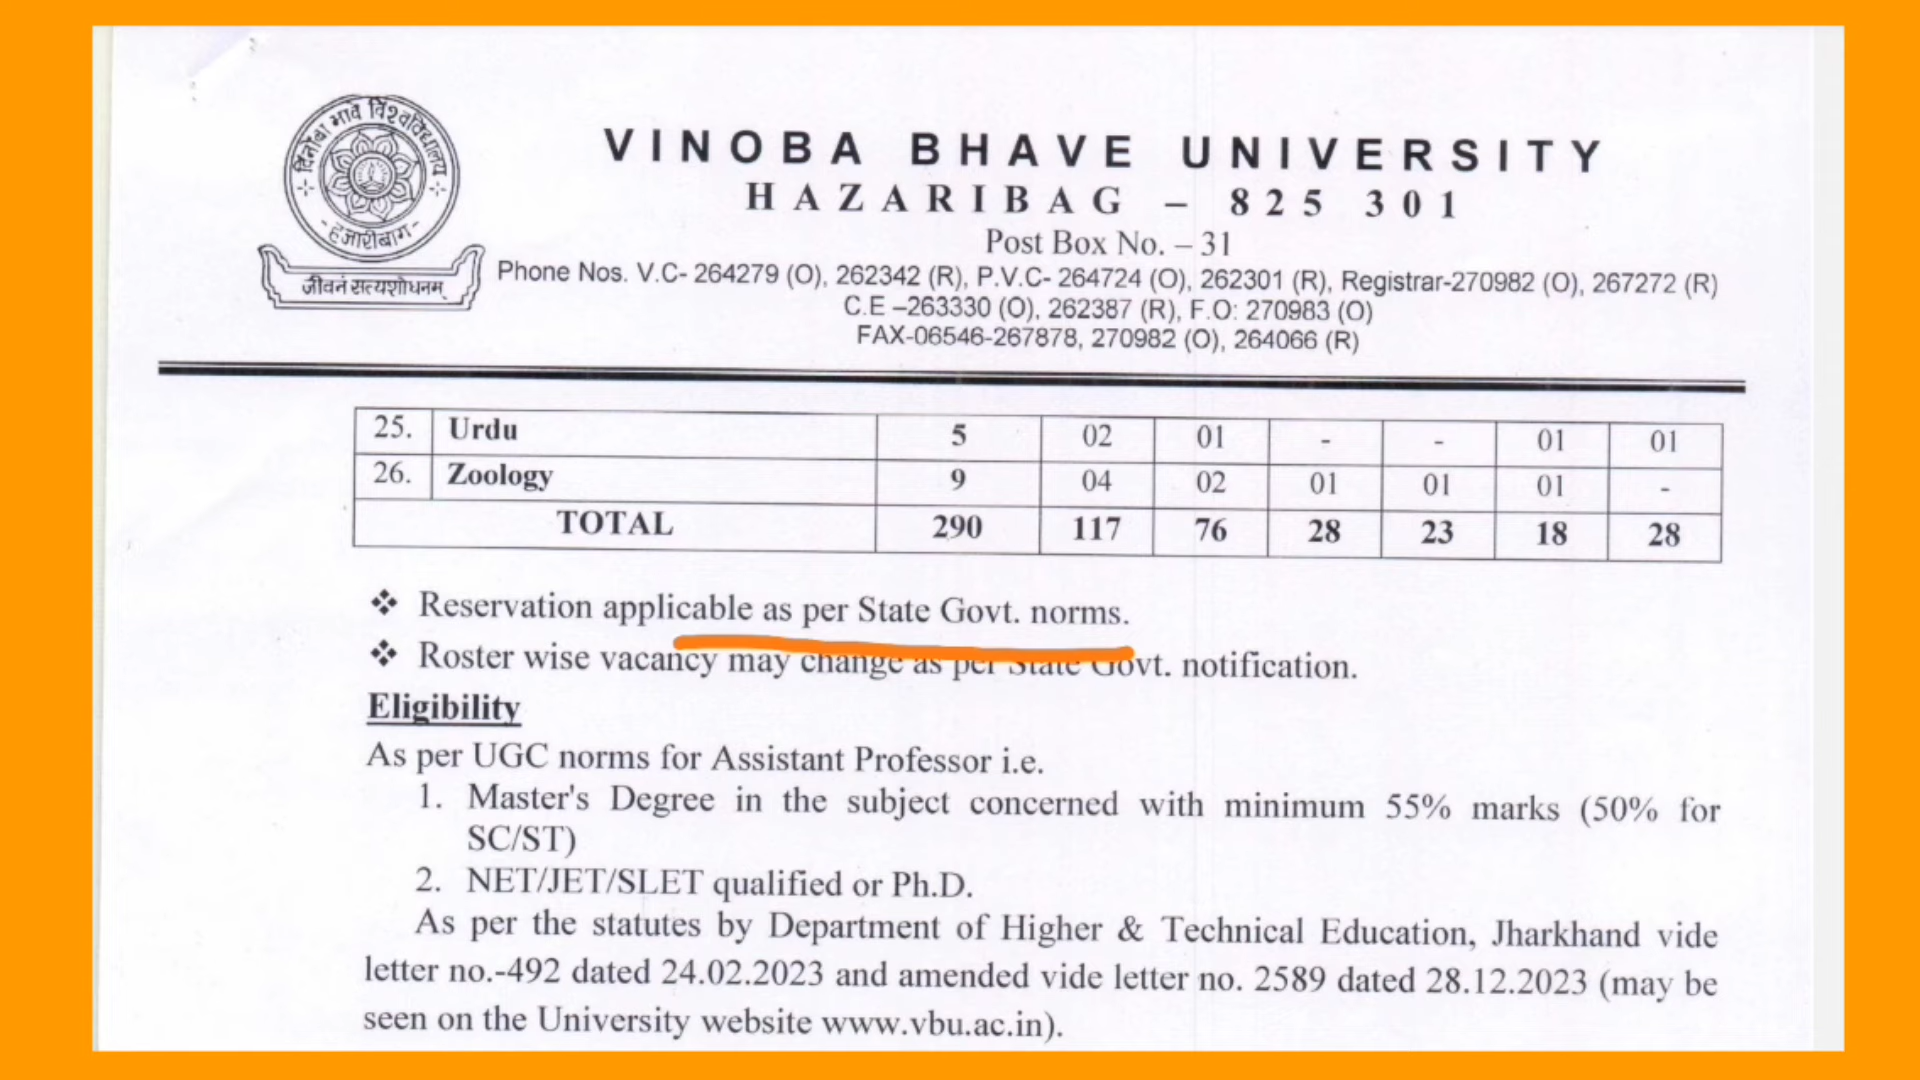 विनोबा भावे विश्वविद्यालय
हजारीबाग
जीवनं सत्यशोधनम्
VINOBA BHAVE UNIVERSITY
HAZARIBAG – 825 301
Post Box No. – 31
Phone Nos. V.C- 264279 (O), 262342 (R), P.V.C- 264724 (O), 262301 (R), Registrar-270982 (O), 267272 (R)
C.E –263330 (O), 262387 (R), F.O: 270983 (O)
FAX-06546-267878, 270982 (O), 264066 (R)
25. Urdu 5 02 01 - - 01 01
26. Zoology 9 04 02 01 01 01 -
TOTAL 290 117 76 28 23 18 28
❖ Reservation applicable as per State Govt. norms.
❖ Roster wise vacancy may change as per State Govt. notification.
Eligibility
As per UGC norms for Assistant Professor i.e.
1. Master's Degree in the subject concerned with minimum 55% marks (50% for
SC/ST)
2. NET/JET/SLET qualified or Ph.D.
As per the statutes by Department of Higher & Technical Education, Jharkhand vide
letter no.-492 dated 24.02.2023 and amended vide letter no. 2589 dated 28.12.2023 (may be
seen on the University website www.vbu.ac.in).